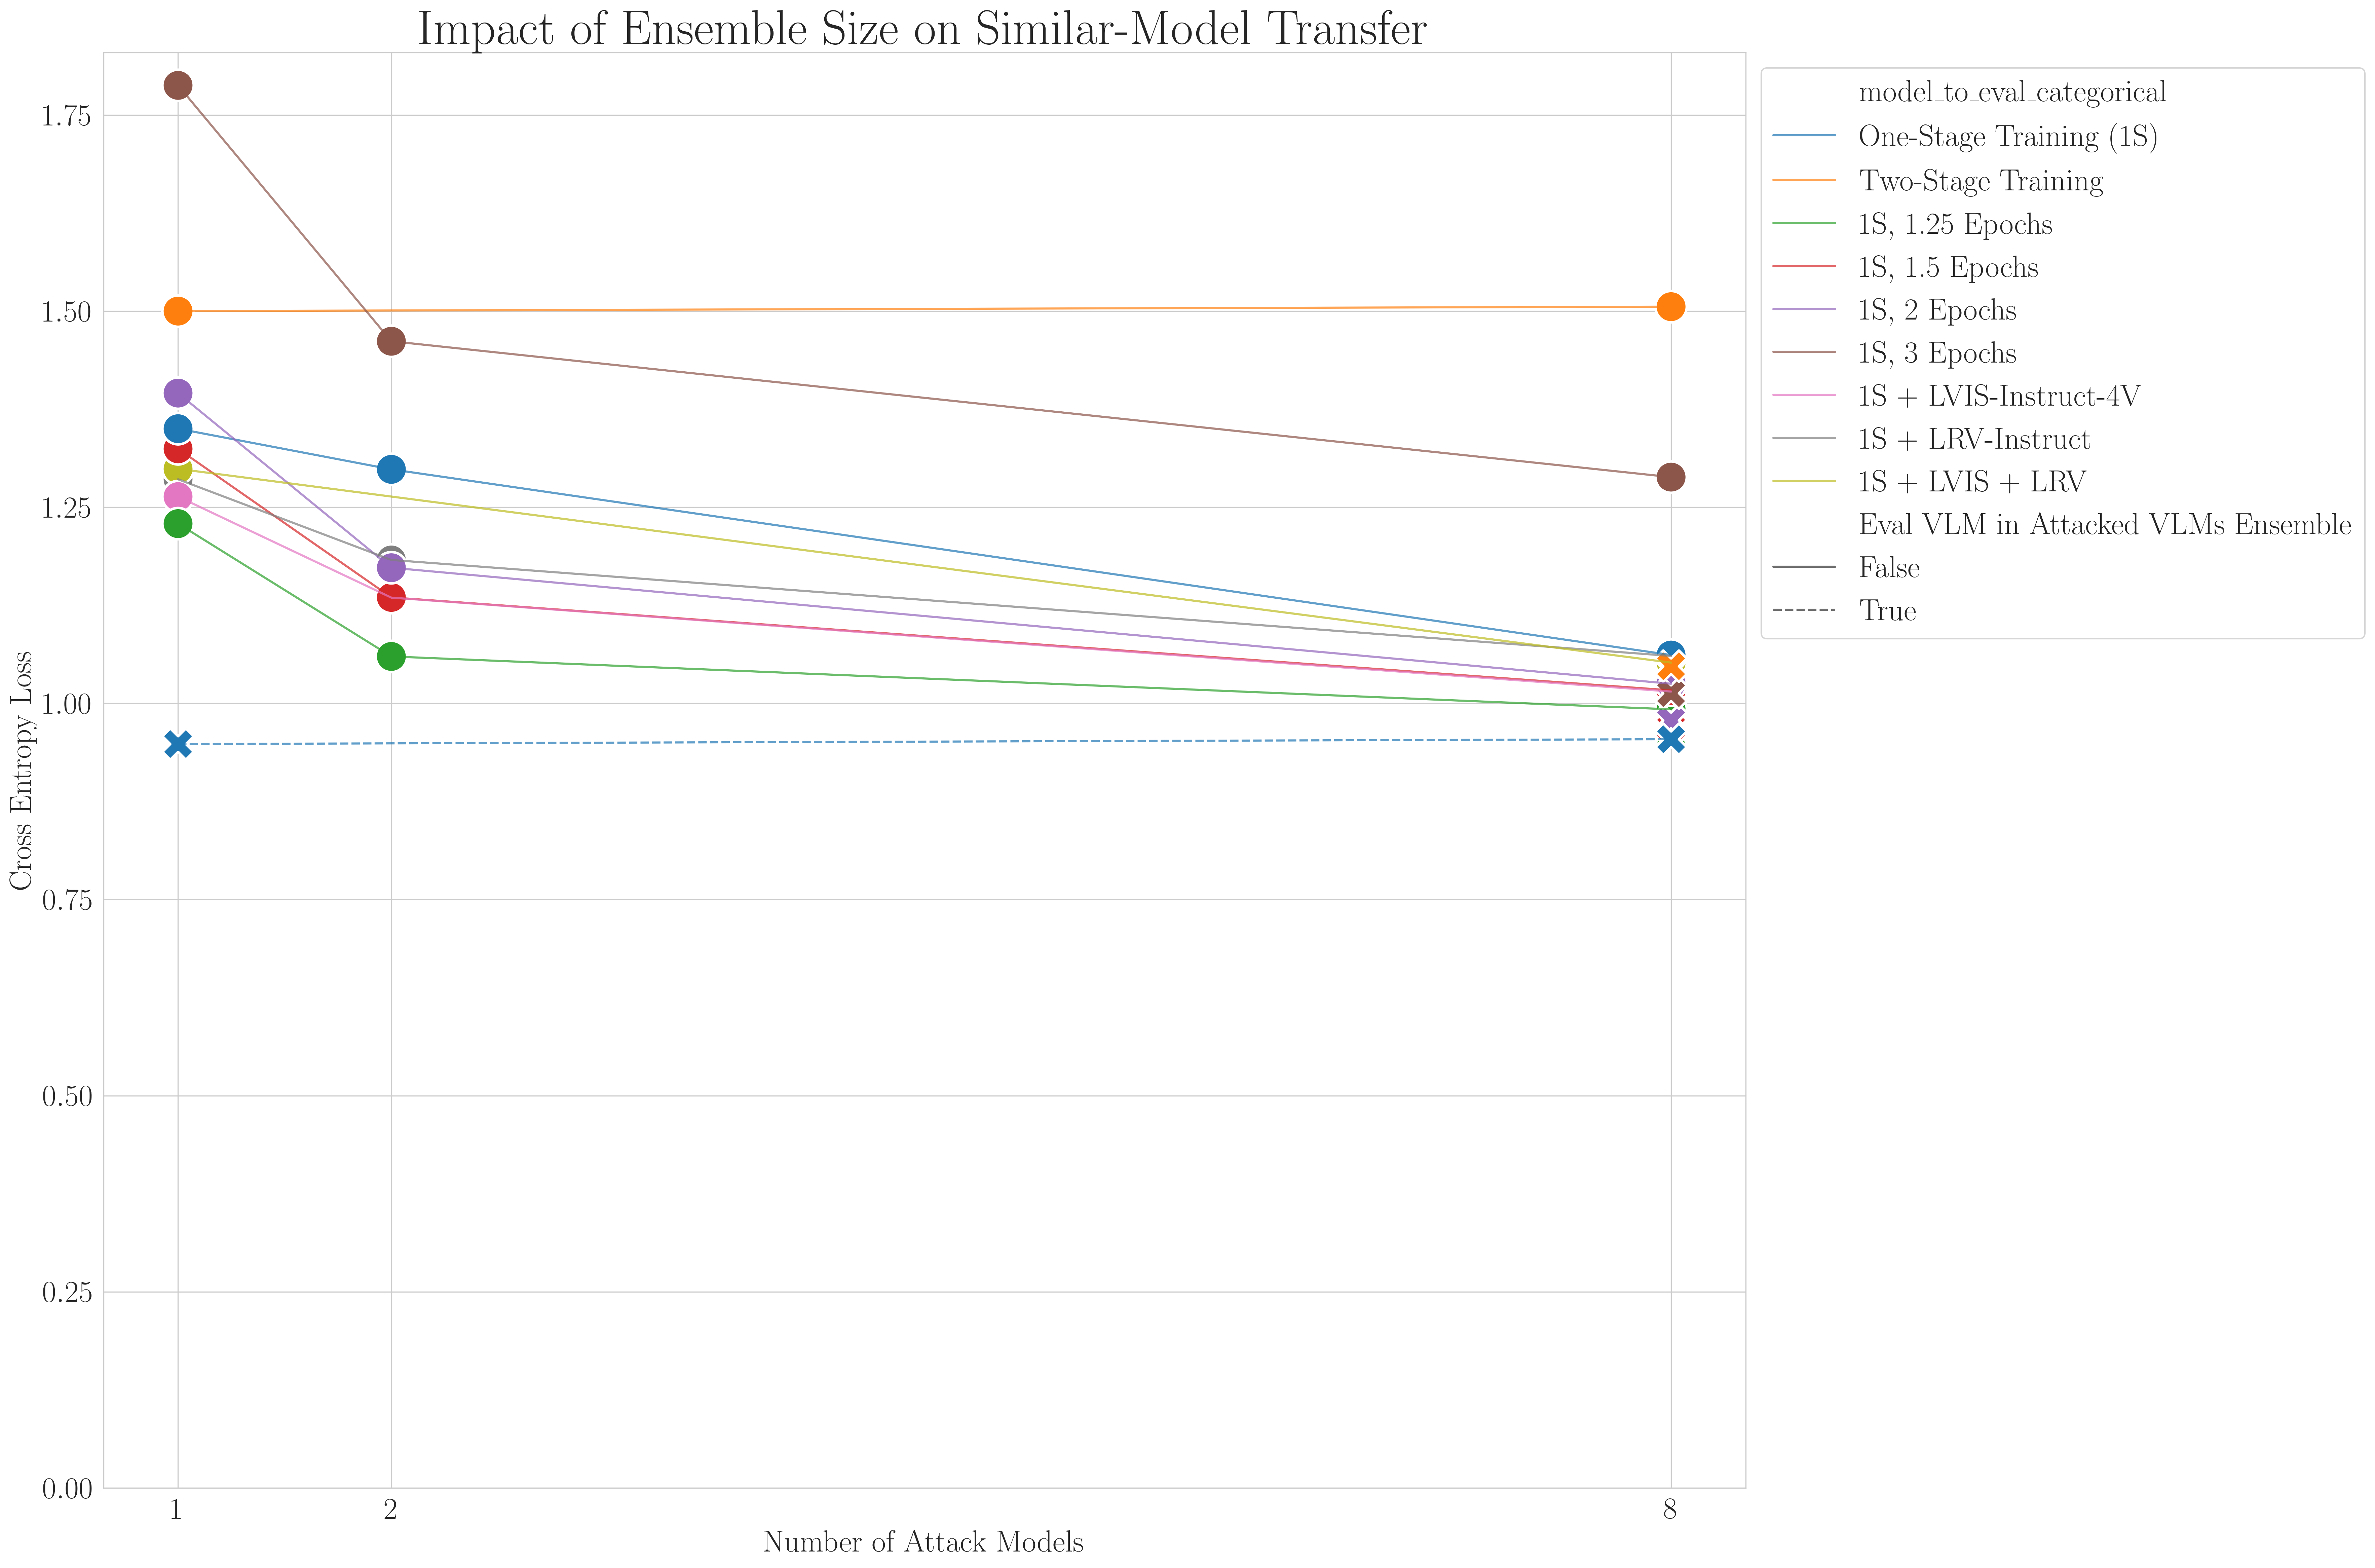 Impact of Ensemble Size on Similar-Model Transfer
Cross Entropy Loss
1.75
1.50
1.25
1.00
0.75
0.50
0.25
0.00
1
2
8
Number of Attack Models
model_to_eval_categorical
One-Stage Training (1S)
Two-Stage Training
1S, 1.25 Epochs
1S, 1.5 Epochs
1S, 2 Epochs
1S, 3 Epochs
1S + LVIS-Instruct-4V
1S + LRV-Instruct
1S + LVIS + LRV
Eval VLM in Attacked VLMs Ensemble
False
True